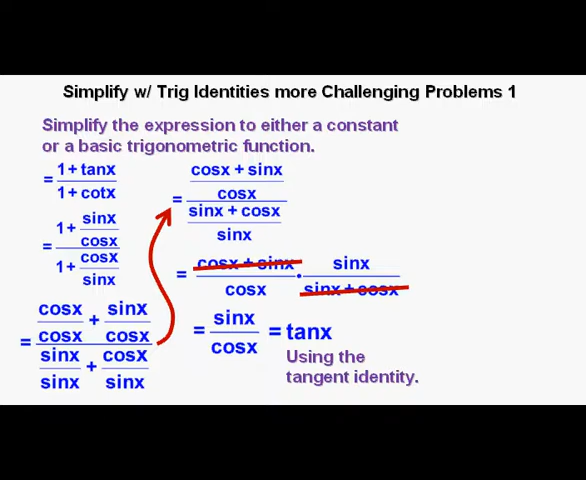 Simplify w/ Trig Identities more Challenging Problems 1
Simplify the expression to either a constant
or a basic trigonometric function.
= (1 + tanx)/(1 + cotx)
= (1 + sinx/cosx)/(1 + cosx/sinx)
= (cosx/cosx + sinx/cosx)/(sinx/sinx + cosx/sinx)
= ((cosx + sinx)/cosx)/((sinx + cosx)/sinx)
= (cosx + sinx)/cosx · sinx/(sinx + cosx)
= sinx/cosx = tanx
Using the
tangent identity.